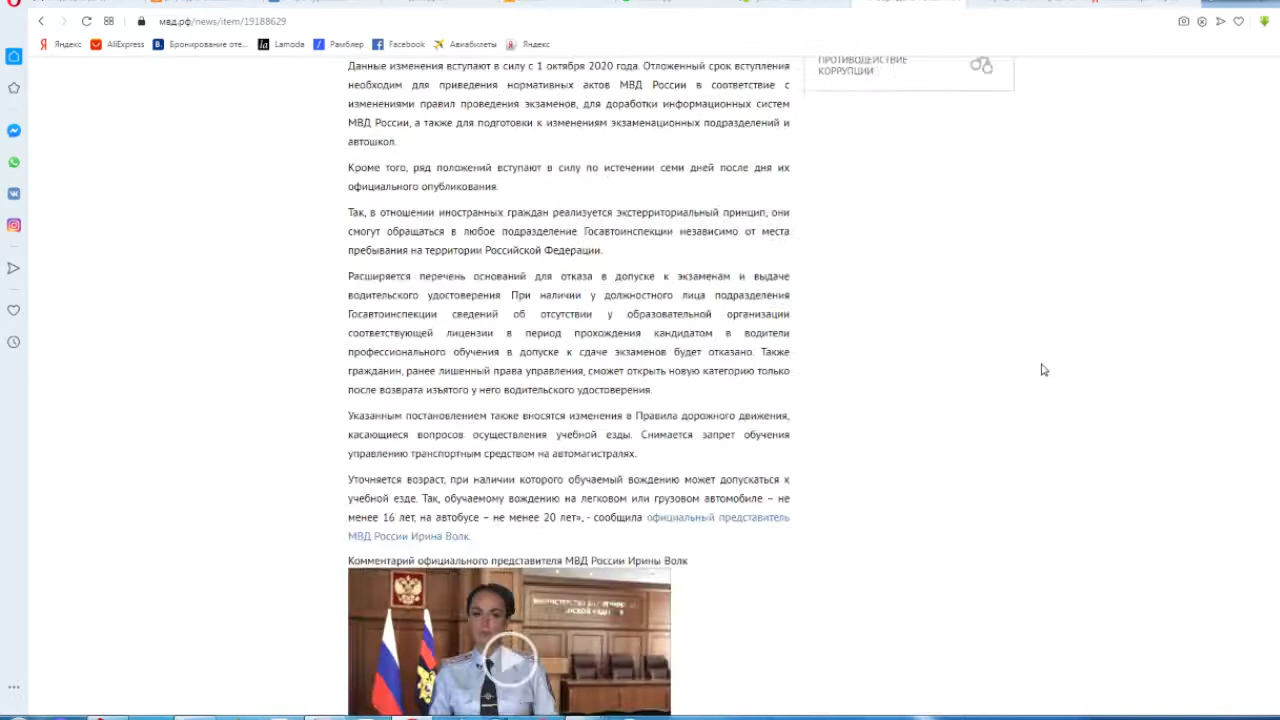 мвд.рф/news/item/19188629
Яндекс AliExpress Бронирование оте... Lamoda Рамблер Facebook Авиабилеты Яндекс
ПРОТИВОДЕЙСТВИЕ
КОРРУПЦИИ
Данные изменения вступают в силу с 1 октября 2020 года. Отложенный срок вступления
необходим для приведения нормативных актов МВД России в соответствие с
изменениями правил проведения экзаменов, для доработки информационных систем
МВД России, а также для подготовки к изменениям экзаменационных подразделений и
автошкол.
Кроме того, ряд положений вступают в силу по истечении семи дней после дня их
официального опубликования.
Так, в отношении иностранных граждан реализуется экстерриториальный принцип, они
смогут обращаться в любое подразделение Госавтоинспекции независимо от места
пребывания на территории Российской Федерации.
Расширяется перечень оснований для отказа в допуске к экзаменам и выдаче
водительского удостоверения При наличии у должностного лица подразделения
Госавтоинспекции сведений об отсутствии у образовательной организации
соответствующей лицензии в период прохождения кандидатом в водители
профессионального обучения в допуске к сдаче экзаменов будет отказано. Также
гражданин, ранее лишенный права управления, сможет открыть новую категорию только
после возврата изъятого у него водительского удостоверения.
Указанным постановлением также вносятся изменения в Правила дорожного движения,
касающиеся вопросов осуществления учебной езды. Снимается запрет обучения
управлению транспортным средством на автомагистралях.
Уточняется возраст, при наличии которого обучаемый вождению может допускаться к
учебной езде. Так, обучаемому вождению на легковом или грузовом автомобиле – не
менее 16 лет, на автобусе – не менее 20 лет», - сообщила официальный представитель
МВД России Ирина Волк.
Комментарий официального представителя МВД России Ирины Волк